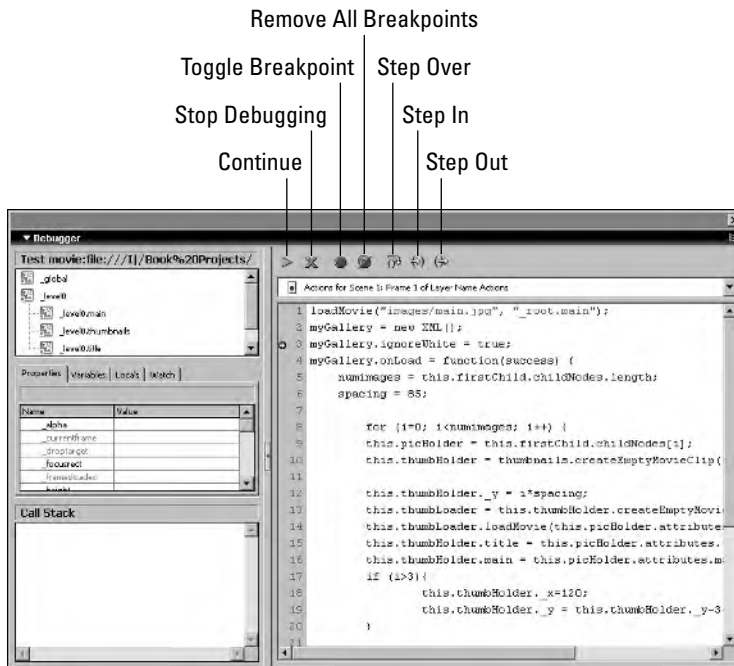 Remove All Breakpoints
Toggle Breakpoint
Step Over
Stop Debugging
Step In
Continue
Step Out
▼ Debugger
Test movie:file:///I|/Book%20Projects/
_global
_level0
_level0.main
_level0.thumbnails
_level0.title
Properties
Variables
Locals
Watch
Name
Value
_alpha
_currentframe
_droptarget
_focusrect
_framesloaded
_height
Call Stack
Actions for Scene 1: Frame 1 of Layer Name Actions
1 loadMovie("images/main.jpg", "_root.main");
2 myGallery = new XML();
3 myGallery.ignoreWhite = true;
4 myGallery.onLoad = function(success) {
5 numimages = this.firstChild.childNodes.length;
6 spacing = 85;
7
8 for (i=0; i<numimages; i++) {
9 this.picHolder = this.firstChild.childNodes[i];
10 this.thumbHolder = thumbnails.createEmptyMovieClip(
11
12 this.thumbHolder._y = i*spacing;
13 this.thumbLoader = this.thumbHolder.createEmptyMovi
14 this.thumbLoader.loadMovie(this.picHolder.attribute
15 this.thumbHolder.title = this.picHolder.attributes.
16 this.thumbHolder.main = this.picHolder.attributes.m
17 if (i>3){
18 this.thumbHolder._x=120;
19 this.thumbHolder._y = this.thumbHolder._y-3
20 }
21